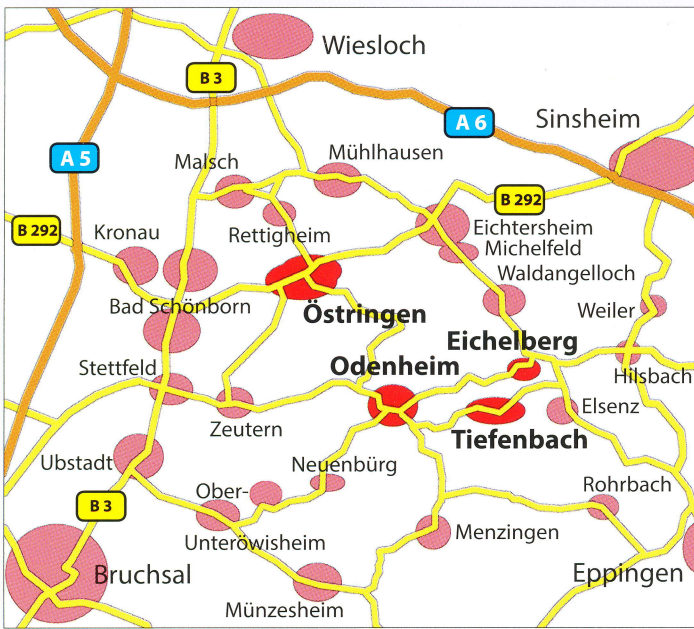 Wiesloch
B 3
A 6
Sinsheim
A 5
Malsch
Mühlhausen
B 292
B 292
Kronau
Rettigheim
Eichtersheim
Michelfeld
Waldangelloch
Bad Schönborn
Östringen
Weiler
Eichelberg
Stettfeld
Odenheim
Hilsbach
Zeutern
Elsenz
Tiefenbach
Ubstadt
Neuenbürg
Ober-
Rohrbach
B 3
Unteröwisheim
Menzingen
Bruchsal
Eppingen
Münzesheim